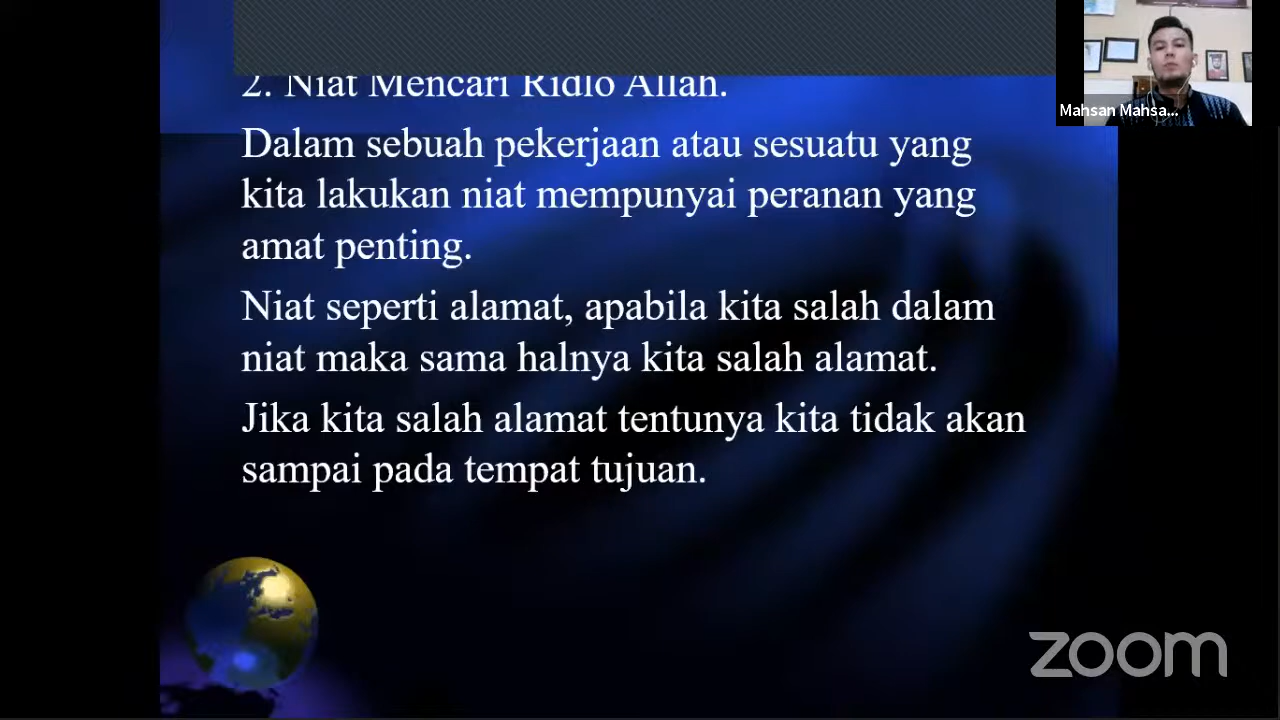 2. Niat Mencari Ridlo Allah.
Dalam sebuah pekerjaan atau sesuatu yang
kita lakukan niat mempunyai peranan yang
amat penting.
Niat seperti alamat, apabila kita salah dalam
niat maka sama halnya kita salah alamat.
Jika kita salah alamat tentunya kita tidak akan
sampai pada tempat tujuan.
Mahsan Mahsa...
zoom